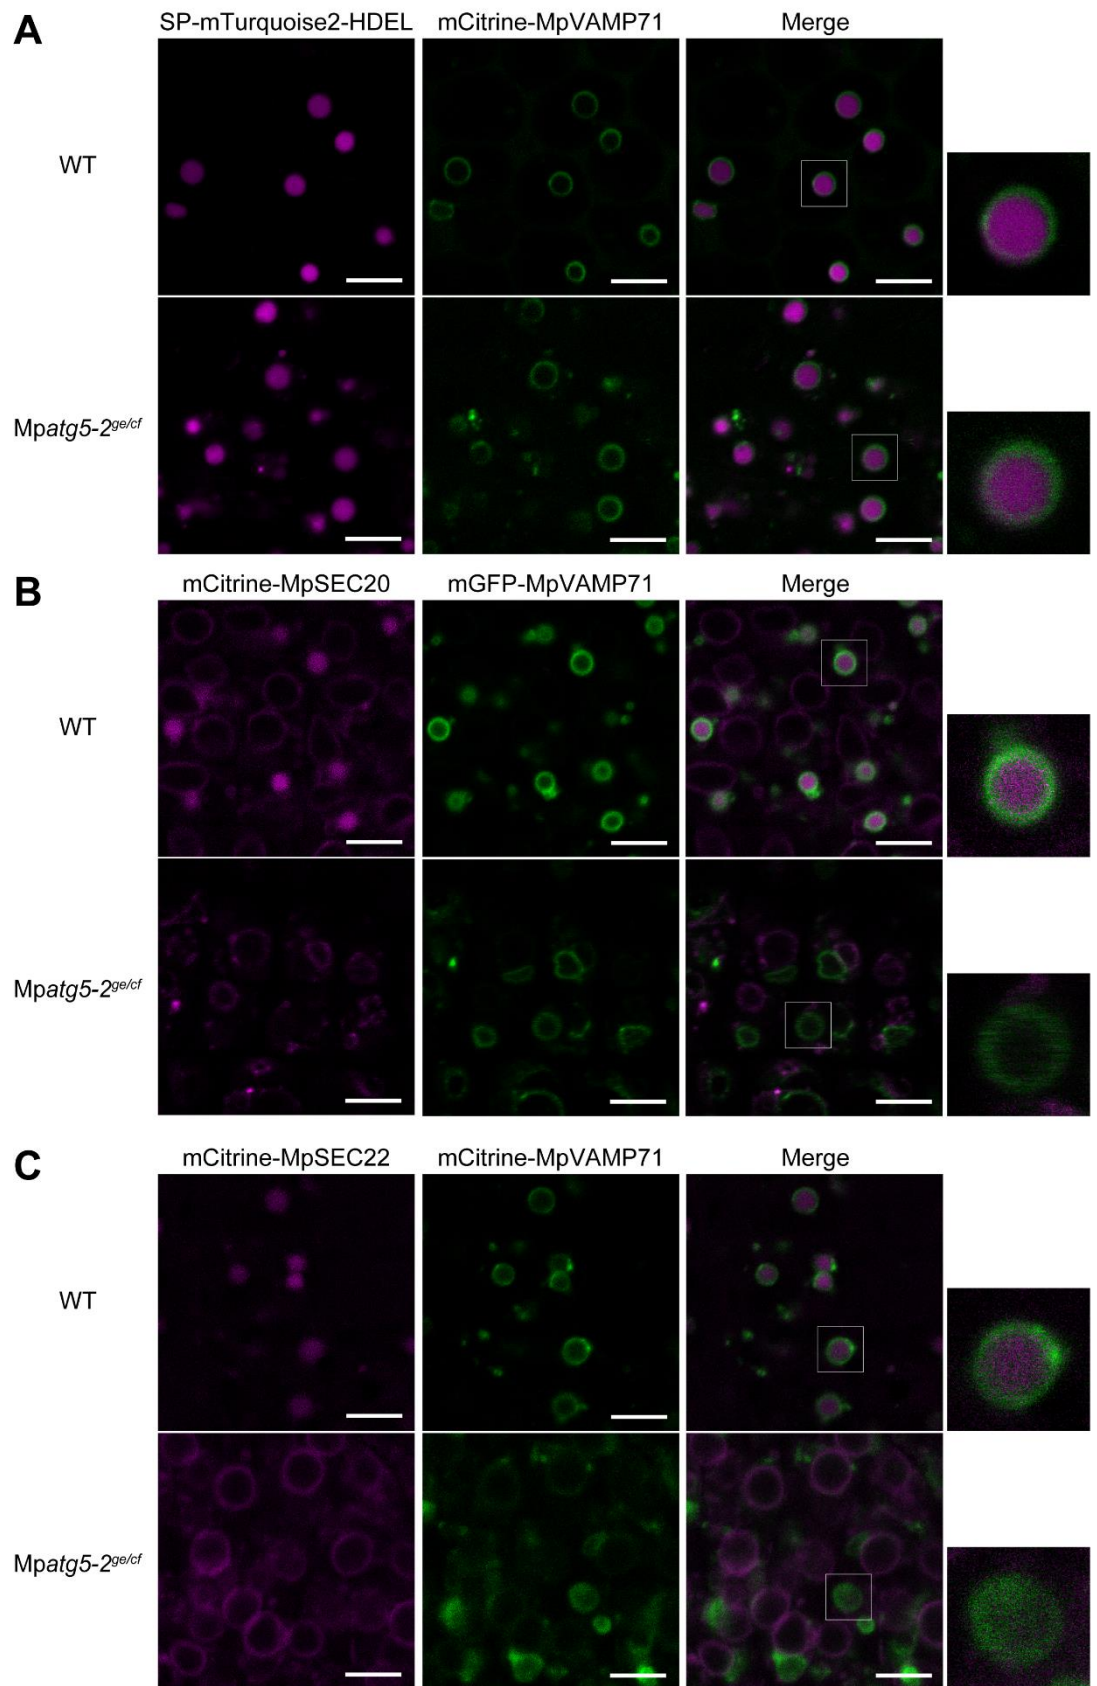 A
SP-mTurquoise2-HDEL mCitrine-MpVAMP71 Merge
WT
Mpatg5-2ge/cf
B
mCitrine-MpSEC20 mGFP-MpVAMP71 Merge
WT
Mpatg5-2ge/cf
C
mCitrine-MpSEC22 mCitrine-MpVAMP71 Merge
WT
Mpatg5-2ge/cf